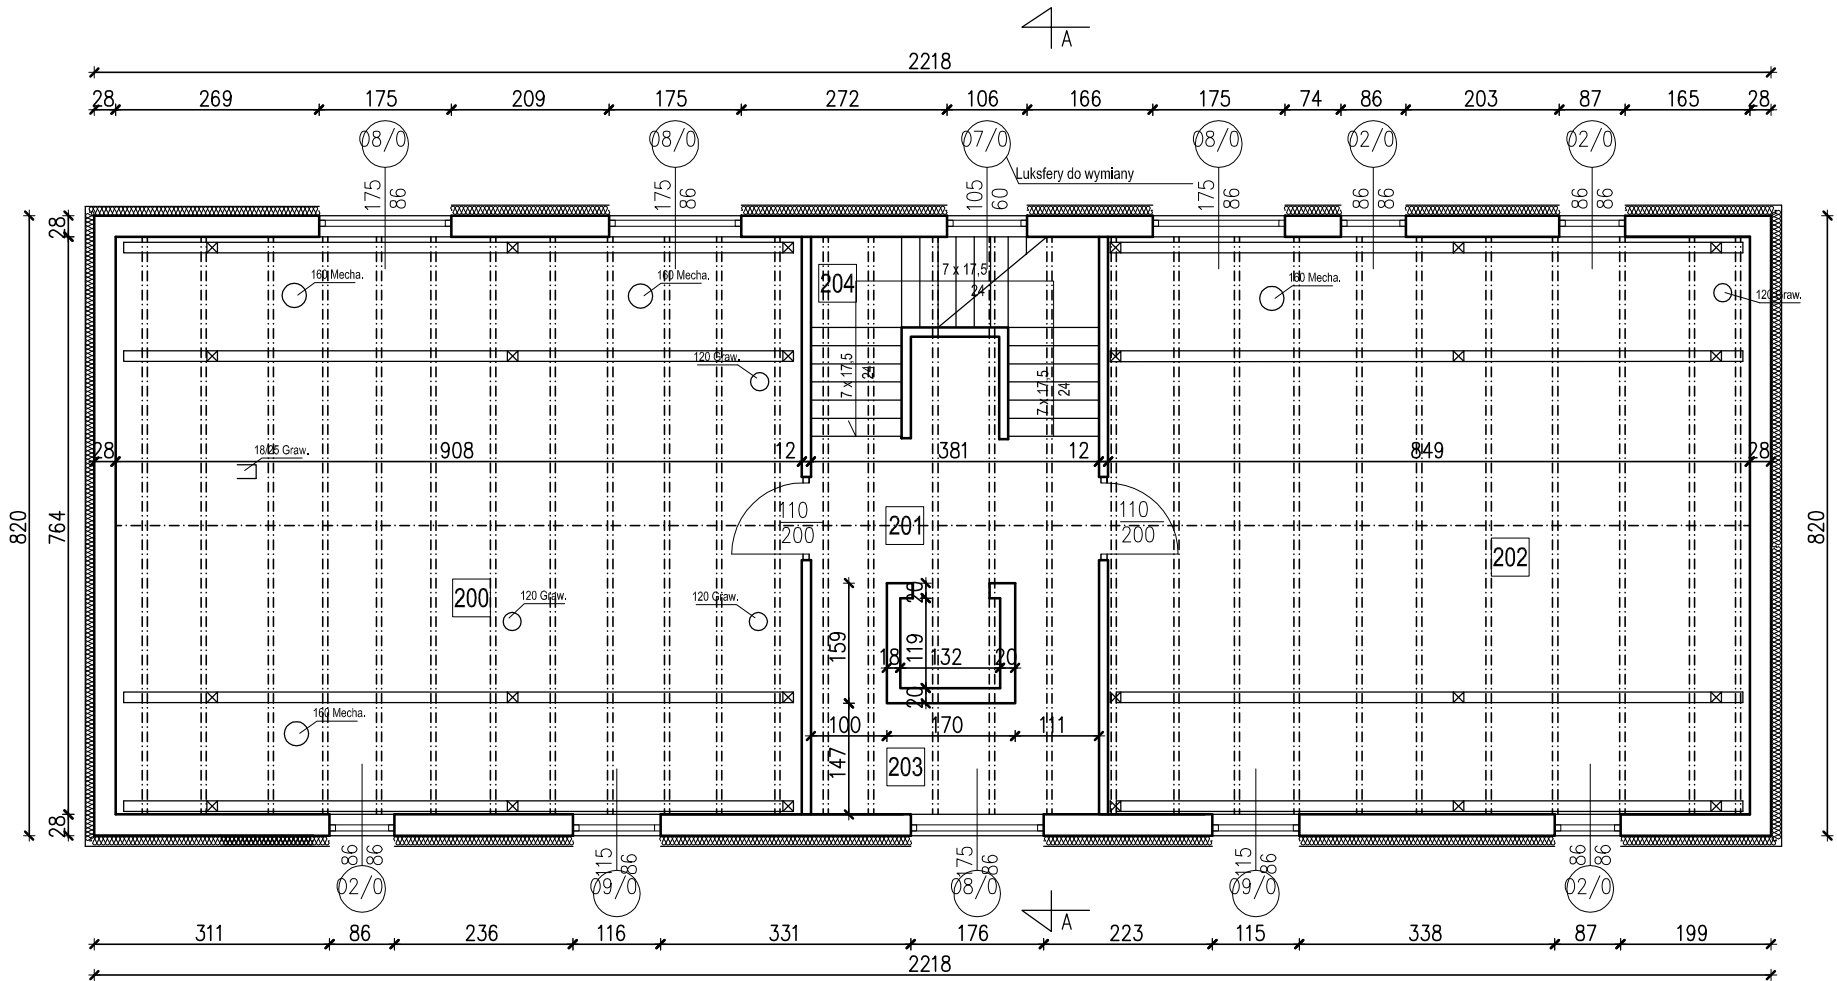 A
2218
28 269 175 209 175 272 106 166 175 74 86 203 87 165 28
08/0 08/0 07/0 08/0 02/0 02/0
Luksfery do wymiany
175 86 175 86 105 60 175 86 86 86 86 86
28
204
7 x 17,5
24
160 Mecha.
160 Mecha.
160 Mecha.
120 Graw.
120 Graw.
7 x 17,5
24
7 x 17,5
24
18/25 Graw.
28 908 12 381 12 849 28
820 764 820
110
200
201
110
200
202
200
120 Graw.
120 Graw.
20
159 119
18 132 20
20
160 Mecha.
100 170 111
147
203
28
86 86 115 86 175 86 115 86 86 86
02/0 09/0 08/0 09/0 02/0
A
311 86 236 116 331 176 223 115 338 87 199
2218